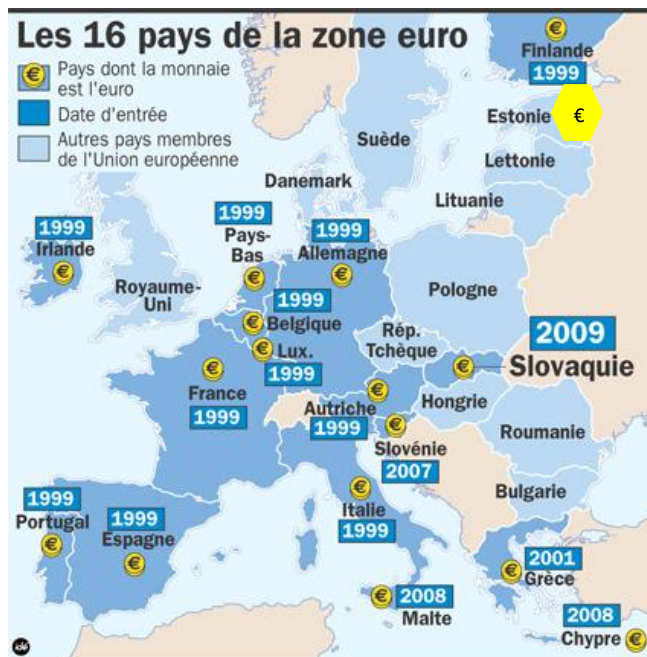 Les 16 pays de la zone euro
€ Pays dont la monnaie
est l'euro
Date d'entrée
Autres pays membres
de l'Union européenne
€
Finlande
1999
Estonie €
Suède
Lettonie
Danemark
Lituanie
1999
Irlande
€
1999
Pays-
Bas
€
1999
Allemagne
€
Royaume-
Uni
Pologne
1999
€ Belgique
€ Lux.
1999
Rép.
Tchèque
2009
€ Slovaquie
€
France
1999
€
Autriche
1999
Hongrie
€
Slovénie
2007
Roumanie
Bulgarie
1999
Portugal
€
1999
Espagne
€
€
Italie
1999
2001
€ Grèce
€ 2008
Malte
2008
Chypre €
idé